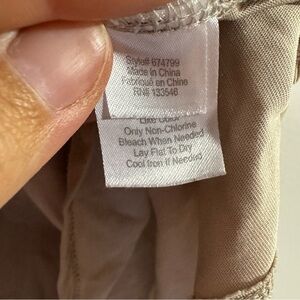 Style# 674799
Made in China
Fabriqué en Chine
RN# 133546
Like Color
Only Non-Chlorine
Bleach When Needed
Lay Flat To Dry
Cool Iron If Needed